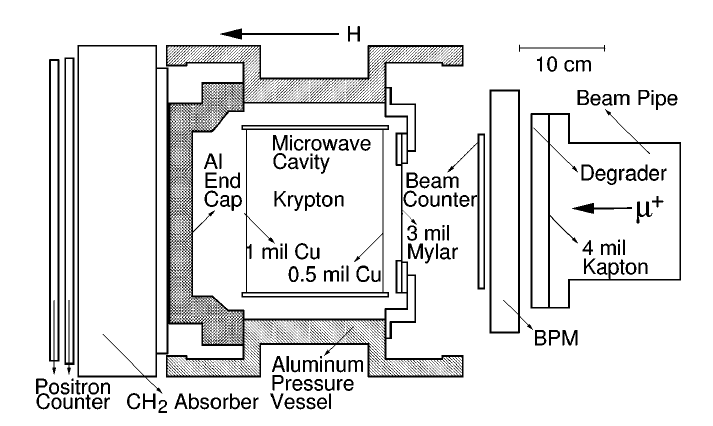 H
10 cm
Beam Pipe
Microwave
Cavity
Al
End
Cap
Krypton
Beam
Counter
Degrader
μ+
3 mil
Mylar
1 mil Cu
0.5 mil Cu
4 mil
Kapton
BPM
Aluminum
Pressure
Vessel
Positron
Counter
CH2 Absorber